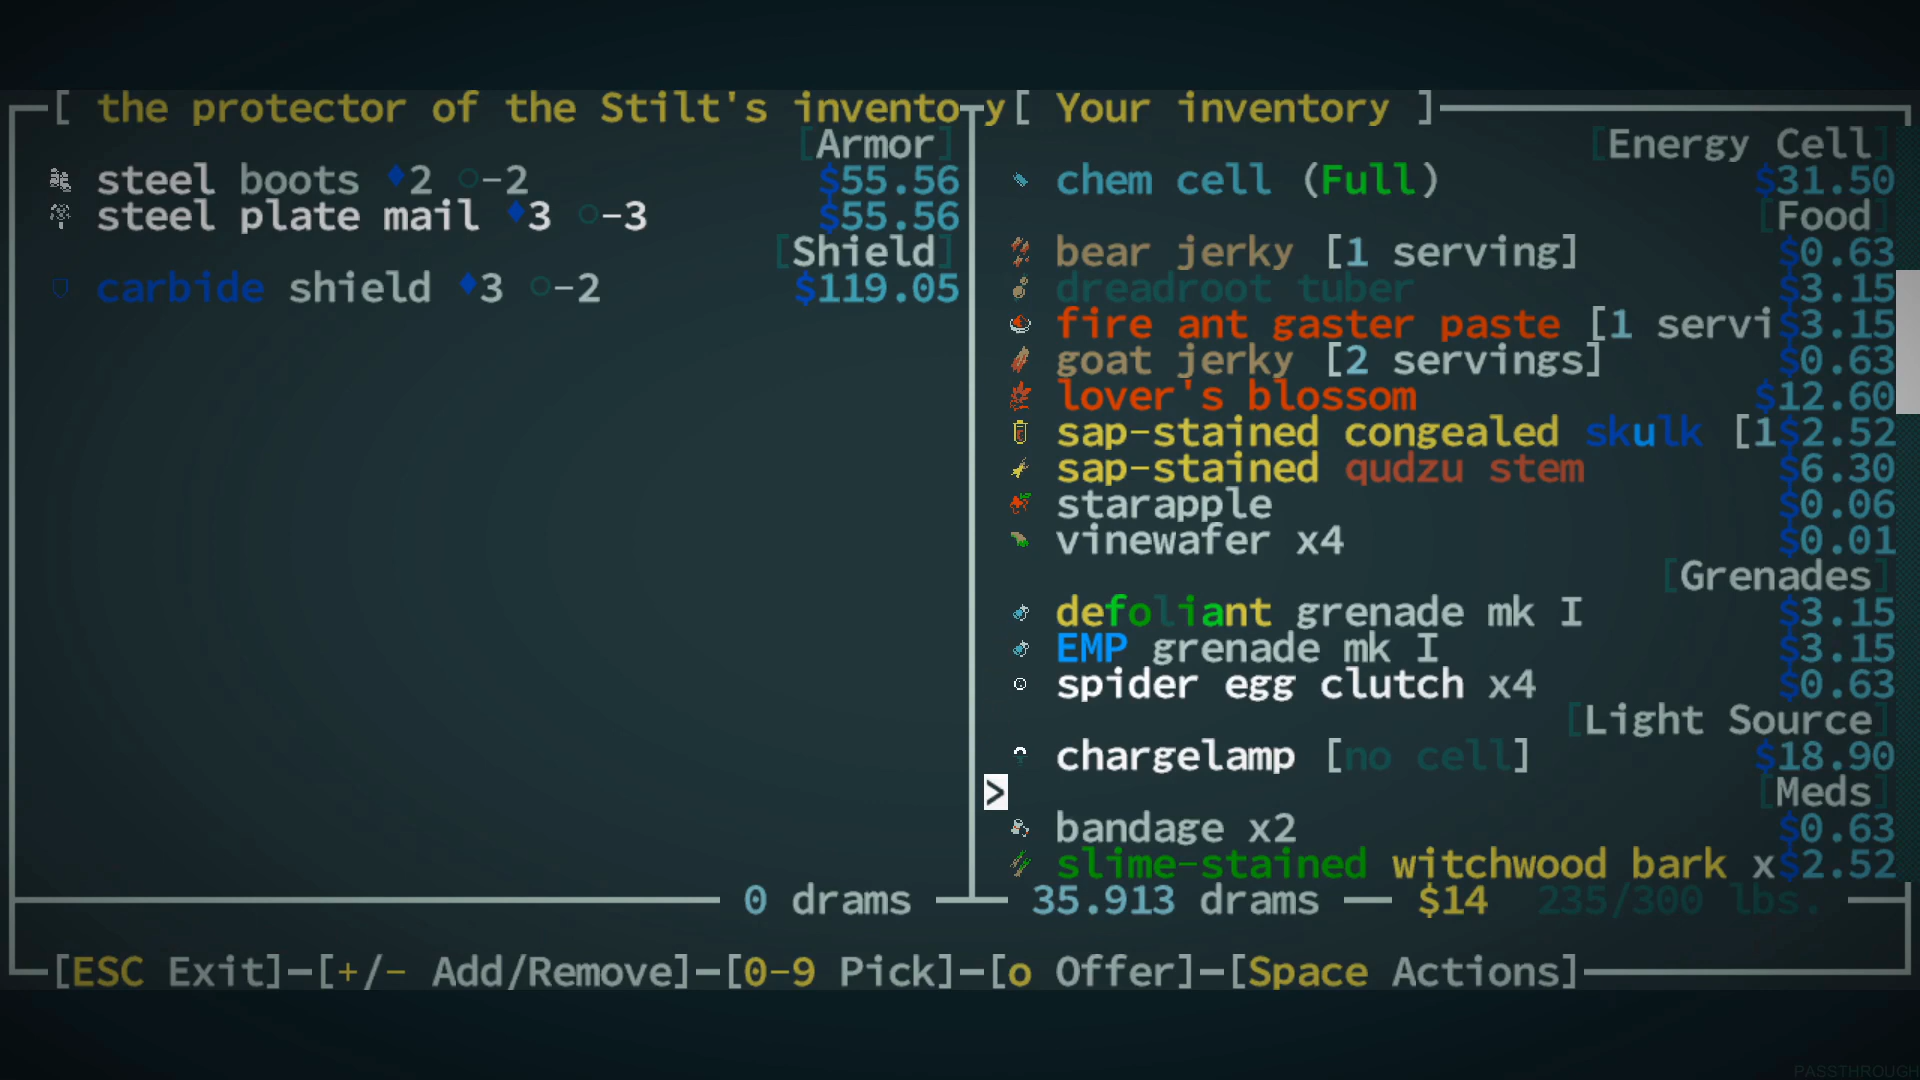 [ the protector of the Stilt's inventory [ Your inventory ]
[Armor]
steel boots ♦2 ○-2 $55.56
steel plate mail ♦3 ○-3 $55.56
[Shield]
carbide shield ♦3 ○-2 $119.05
0 drams
[Energy Cell]
chem cell (Full) $31.50
[Food]
bear jerky [1 serving] $0.63
dreadroot tuber $3.15
fire ant gaster paste [1 servi $3.15
goat jerky [2 servings] $0.63
lover's blossom $12.60
sap-stained congealed skulk [1 $2.52
sap-stained qudzu stem $6.30
starapple $0.06
vinewafer x4 $0.01
[Grenades]
defoliant grenade mk I $3.15
EMP grenade mk I $3.15
spider egg clutch x4 $0.63
[Light Source]
chargelamp [no cell] $18.90
> [Meds]
bandage x2 $0.63
slime-stained witchwood bark x $2.52
35.913 drams — $14 235/300 lbs.
[ESC Exit]—[+/- Add/Remove]—[0-9 Pick]—[o Offer]—[Space Actions]
PASSTHROUGH